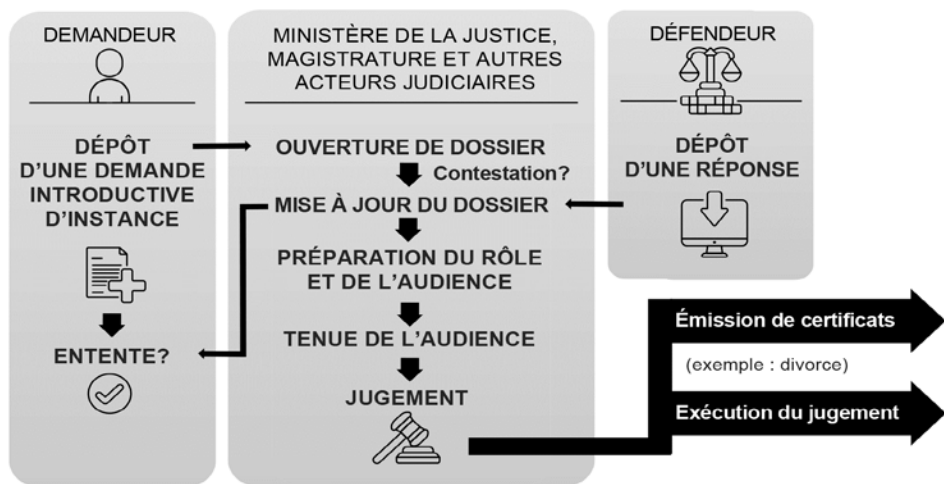 DEMANDEUR
DÉPÔT
D'UNE DEMANDE
INTRODUCTIVE
D'INSTANCE
ENTENTE?
MINISTÈRE DE LA JUSTICE,
MAGISTRATURE ET AUTRES
ACTEURS JUDICIAIRES
OUVERTURE DE DOSSIER
Contestation?
MISE À JOUR DU DOSSIER
PRÉPARATION DU RÔLE
ET DE L'AUDIENCE
TENUE DE L'AUDIENCE
JUGEMENT
DÉFENDEUR
DÉPÔT
D'UNE RÉPONSE
Émission de certificats
(exemple : divorce)
Exécution du jugement